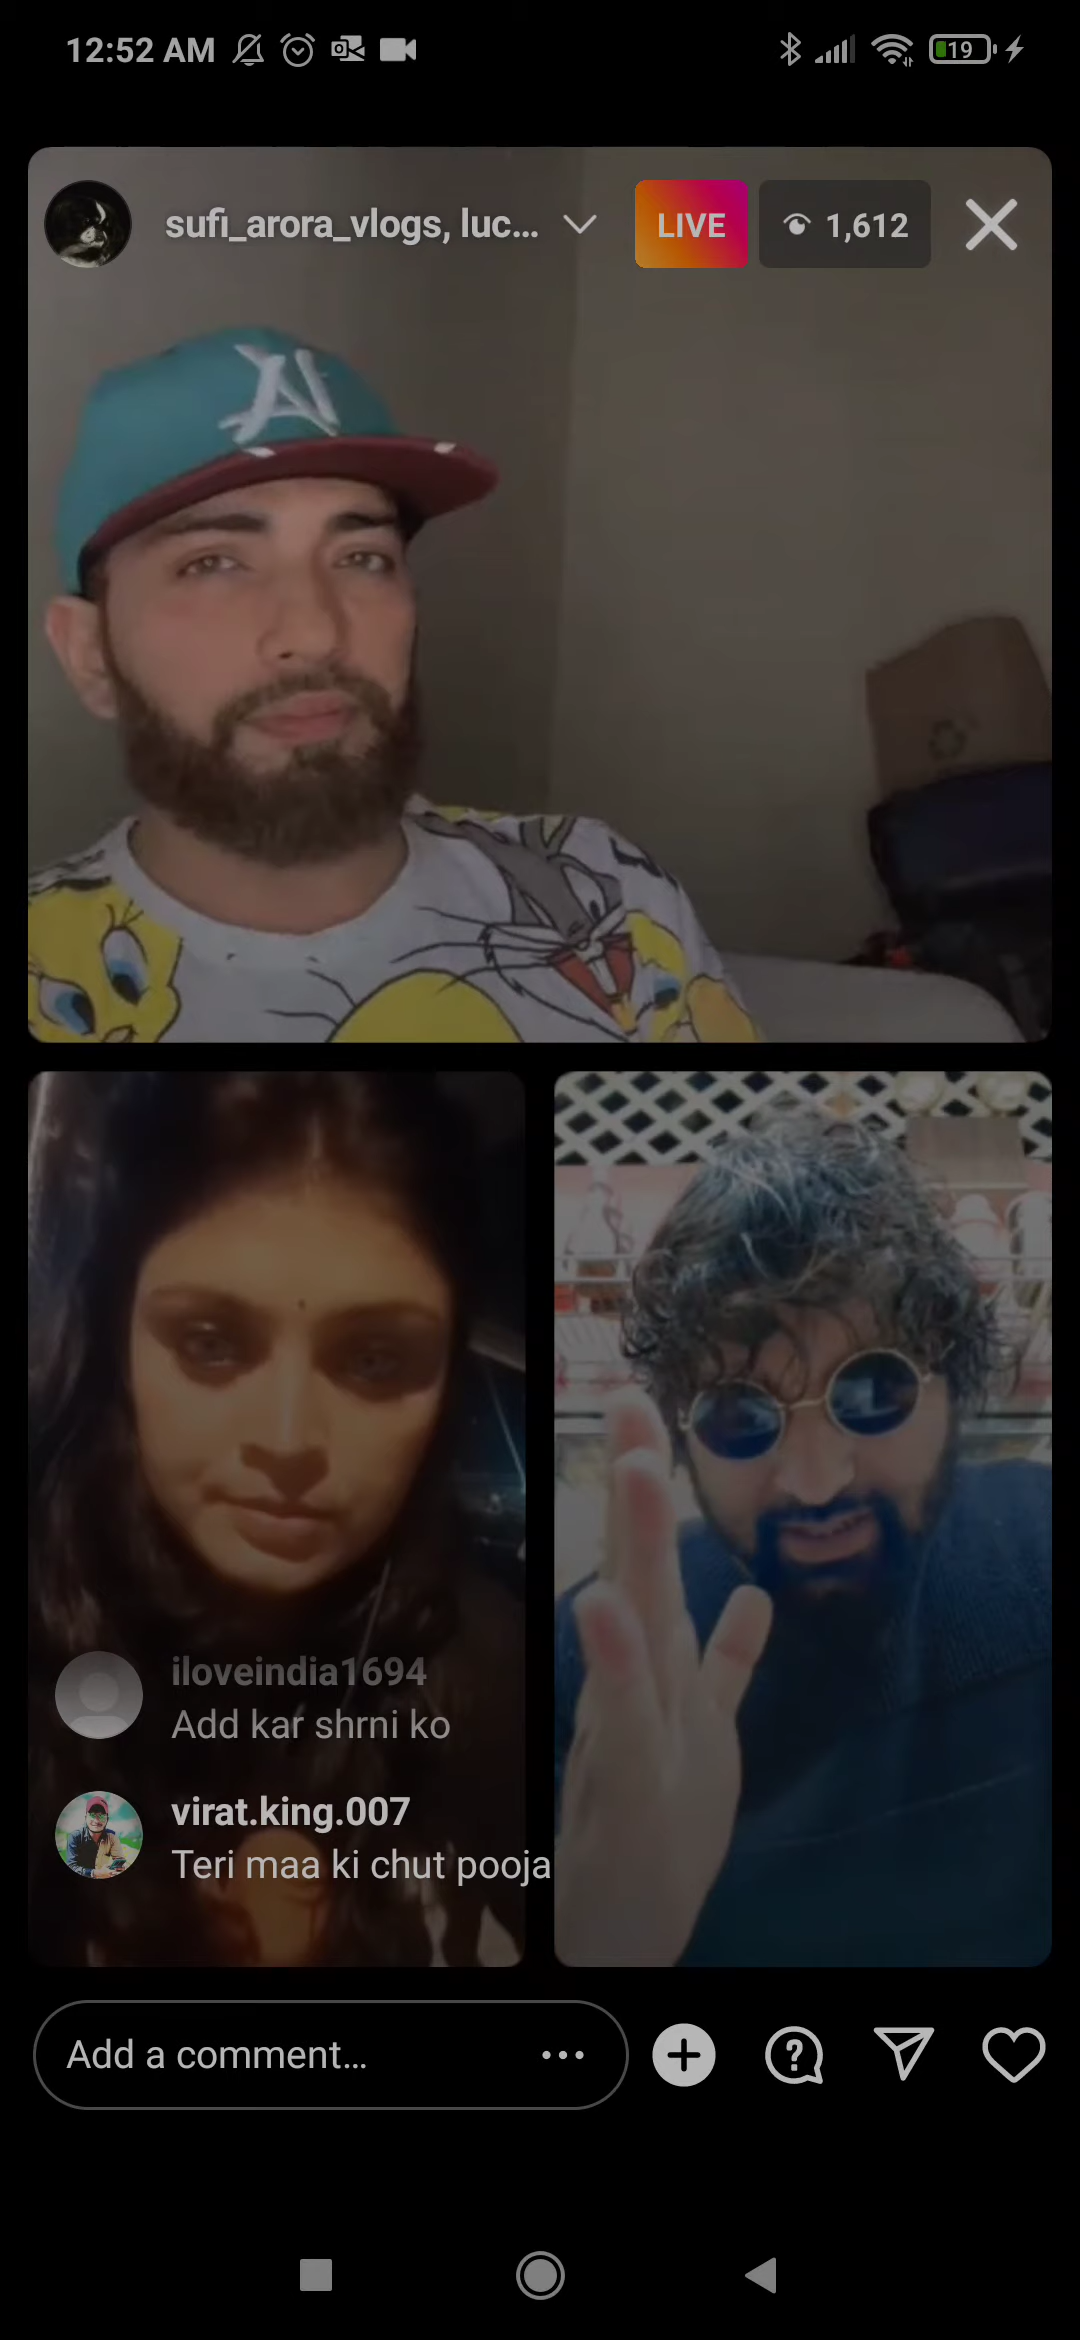 12:52 AM
19
sufi_arora_vlogs, luc...
LIVE
1,612
iloveindia1694
Add kar shrni ko
virat.king.007
Teri maa ki chut pooja
Add a comment...